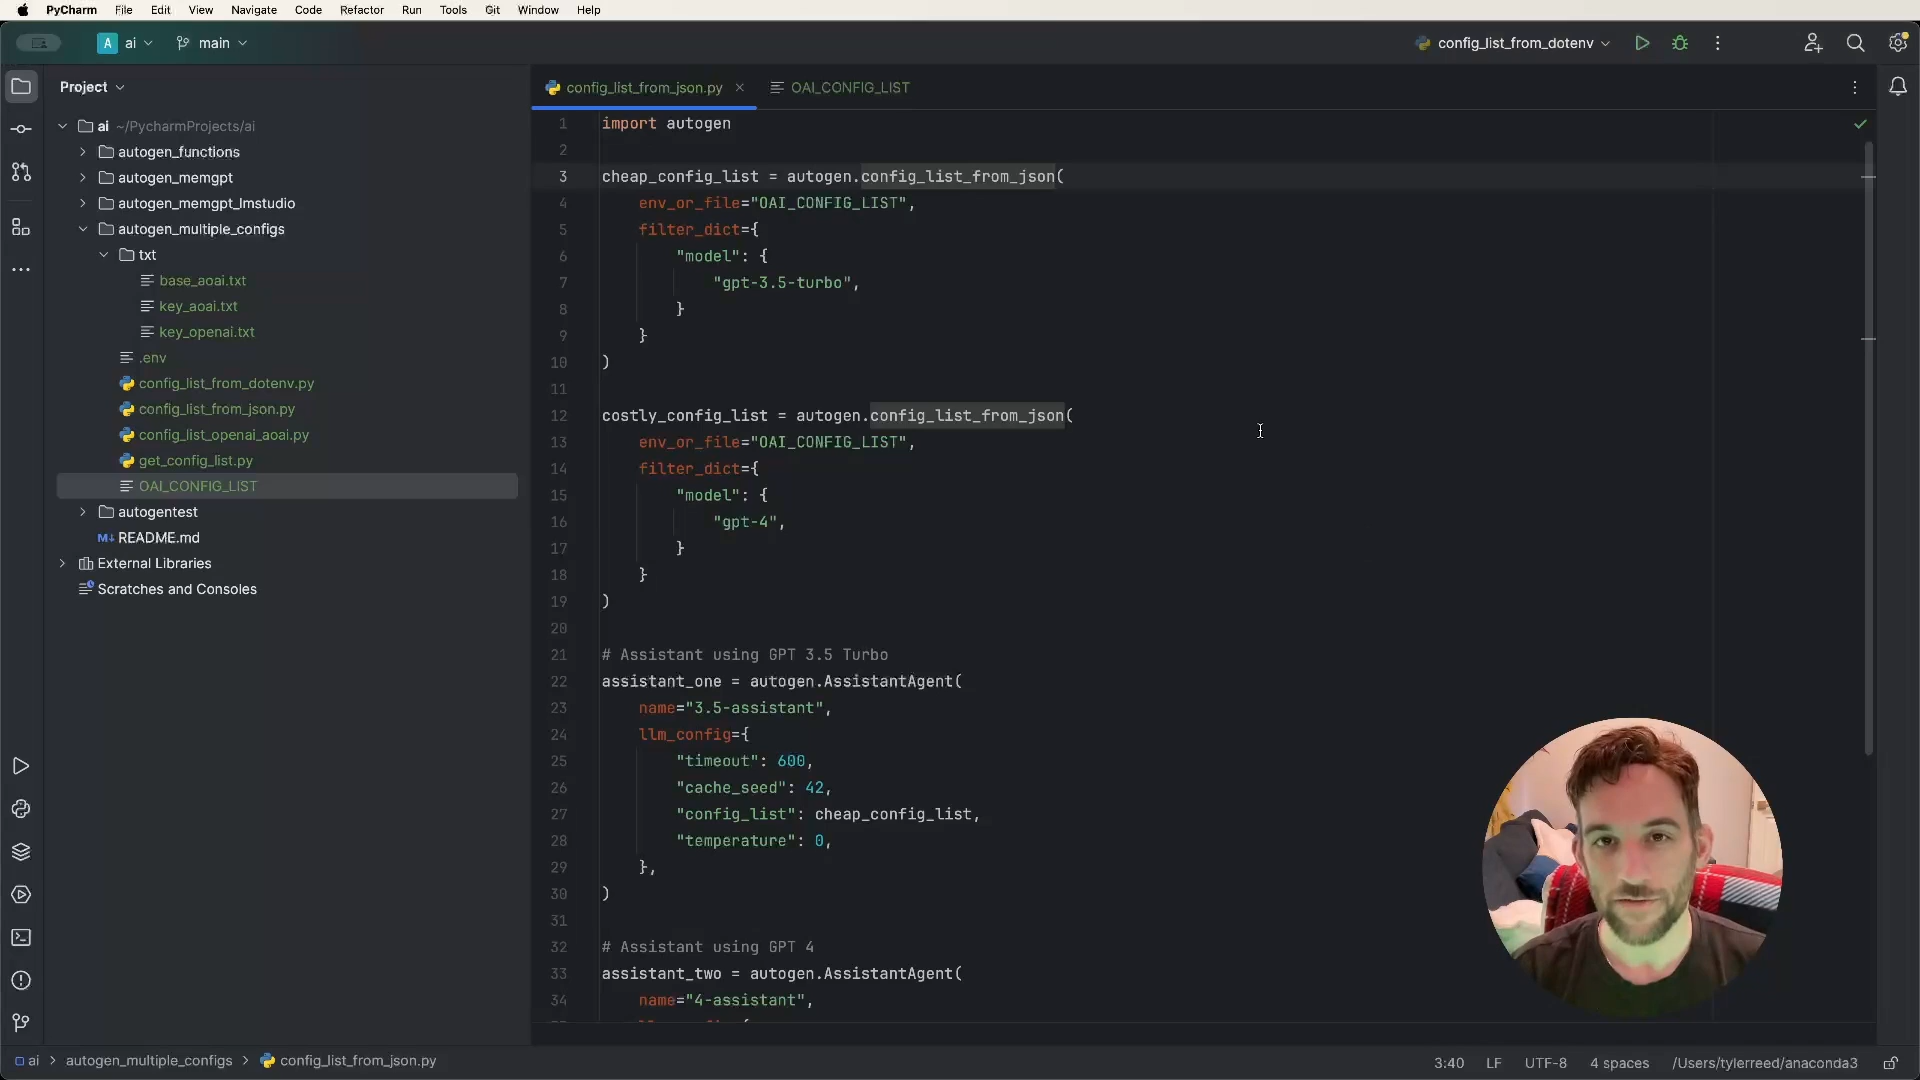 PyCharm File Edit View Navigate Code Refactor Run Tools Git Window Help
A ai main config_list_from_dotenv
Project
ai ~/PycharmProjects/ai
autogen_functions
autogen_memgpt
autogen_memgpt_lmstudio
autogen_multiple_configs
txt
base_aoai.txt
key_aoai.txt
key_openai.txt
.env
config_list_from_dotenv.py
config_list_from_json.py
config_list_openai_aoai.py
get_config_list.py
OAI_CONFIG_LIST
autogentest
M↓ README.md
External Libraries
Scratches and Consoles
config_list_from_json.py OAI_CONFIG_LIST
1 import autogen
2
3 cheap_config_list = autogen.config_list_from_json(
4 env_or_file="OAI_CONFIG_LIST",
5 filter_dict={
6 "model": {
7 "gpt-3.5-turbo",
8 }
9 }
10 )
11
12 costly_config_list = autogen.config_list_from_json(
13 env_or_file="OAI_CONFIG_LIST",
14 filter_dict={
15 "model": {
16 "gpt-4",
17 }
18 }
19 )
20
21 # Assistant using GPT 3.5 Turbo
22 assistant_one = autogen.AssistantAgent(
23 name="3.5-assistant",
24 llm_config={
25 "timeout": 600,
26 "cache_seed": 42,
27 "config_list": cheap_config_list,
28 "temperature": 0,
29 },
30 )
31
32 # Assistant using GPT 4
33 assistant_two = autogen.AssistantAgent(
34 name="4-assistant",
ai > autogen_multiple_configs > config_list_from_json.py
3:40 LF UTF-8 4 spaces /Users/tylerreed/anaconda3